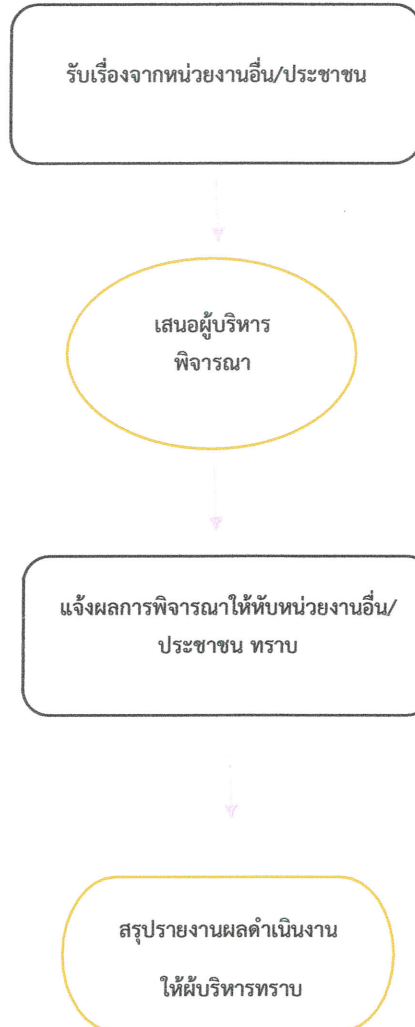 รับเรื่องจากหน่วยงานอื่น/ประชาชน
เสนอผู้บริหาร
พิจารณา
แจ้งผลการพิจารณาให้หับหน่วยงานอื่น/
ประชาชน ทราบ
สรุปรายงานผลดำเนินงาน
ให้ผู้บริหารทราบ